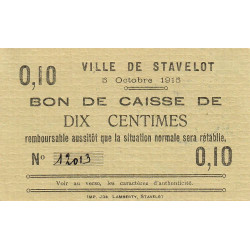 0,10 VILLE DE STAVELOT
5 Octobre 1915
BON DE CAISSE DE
DIX CENTIMES
remboursable aussitôt que la situation normale sera rétablie.
No 12013 0,10
Voir au verso, les caractères d'authenticité.
IMP. JOS. LAMBERTY, STAVELOT